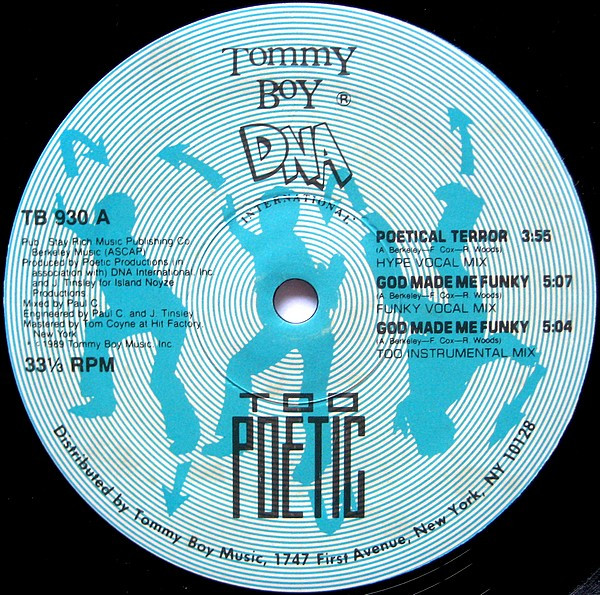 Tommy
Boy ®
DNA
INTERNATIONAL
TB 930 A
Pub. Stay Rich Music Publishing Co.
Berkeley Music (ASCAP)
Produced by Poetic Productions (in
association with) DNA International, Inc.
and J. Tinsley for Island Noyze
Productions
Mixed by Paul C.
Engineered by Paul C. and J. Tinsley
Mastered by Tom Coyne at Hit Factory,
New York
© 1989 Tommy Boy Music, Inc.
33⅓ RPM
POETICAL TERROR 3:55
(A. Berkeley—F. Cox—R. Woods)
HYPE VOCAL MIX
GOD MADE ME FUNKY 5:07
(A. Berkeley—F. Cox—R. Woods)
FUNKY VOCAL MIX
GOD MADE ME FUNKY 5:04
(A. Berkeley—F. Cox—R. Woods)
TOO INSTRUMENTAL MIX
TOO
POETIC
Distributed by Tommy Boy Music, 1747 First Avenue, New York, NY 10128